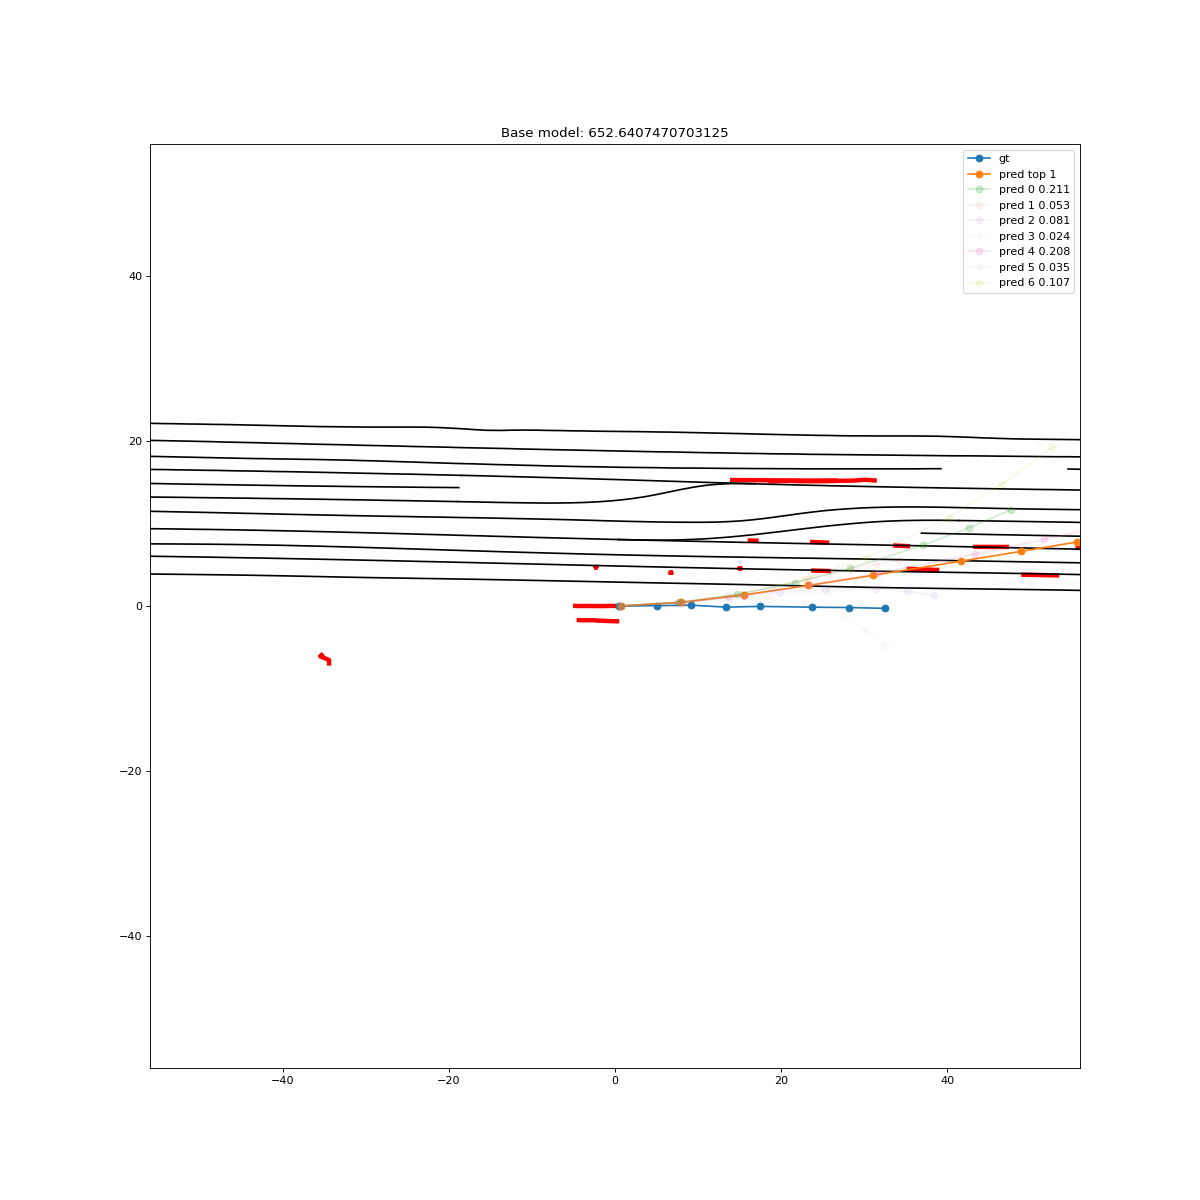 Base model: 652.6407470703125
gt
pred top 1
pred 0 0.211
pred 1 0.053
pred 2 0.081
pred 3 0.024
pred 4 0.208
pred 5 0.035
pred 6 0.107
40
20
0
−20
−40
−40
−20
0
20
40